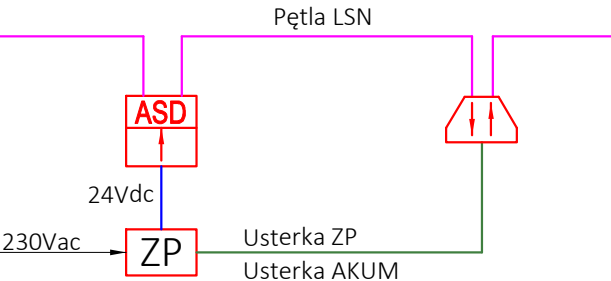 Pętla LSN
ASD
24Vdc
230Vac
ZP
Usterka ZP
Usterka AKUM